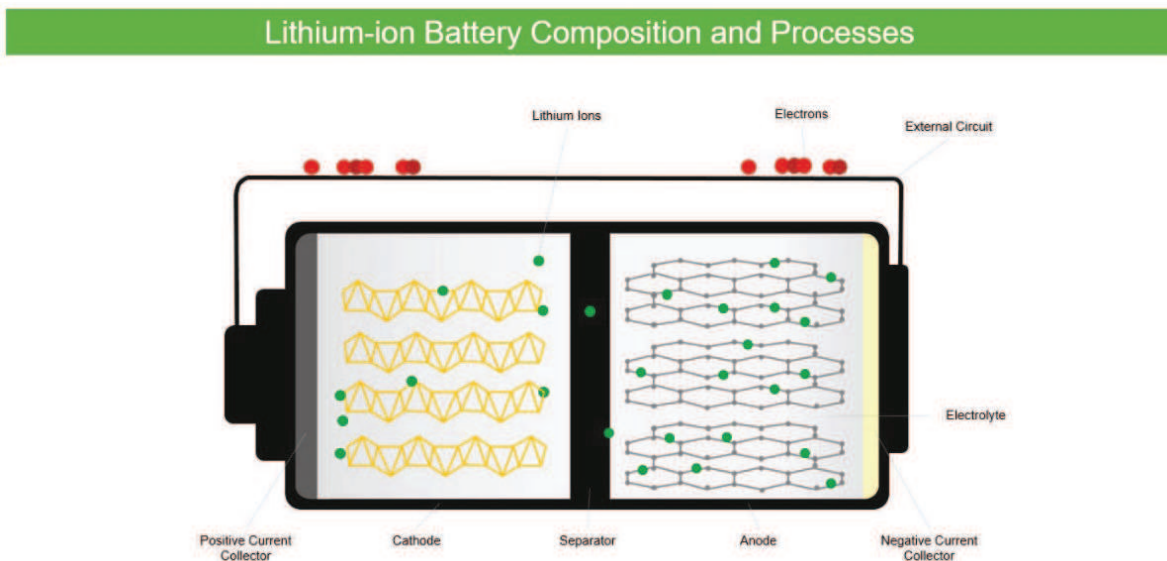 Lithium-ion Battery Composition and Processes
Lithium Ions
Electrons
External Circuit
Electrolyte
Positive Current
Collector
Cathode
Separator
Anode
Negative Current
Collector